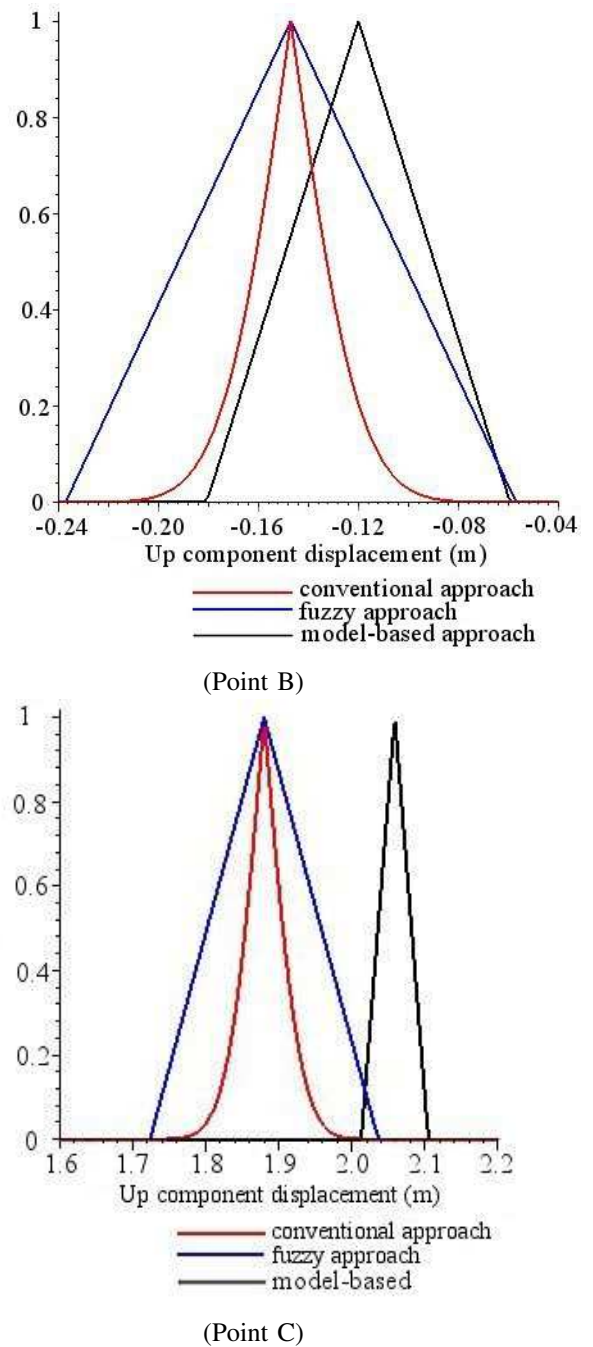 1
0.8
0.6
0.4
0.2
0
-0.24 -0.20 -0.16 -0.12 -0.08 -0.04
Up component displacement (m)
conventional approach
fuzzy approach
model-based approach
(Point B)
1
0.8
0.6
0.4
0.2
0
1.6 1.7 1.8 1.9 2.0 2.1 2.2
Up component displacement (m)
conventional approach
fuzzy approach
model-based
(Point C)